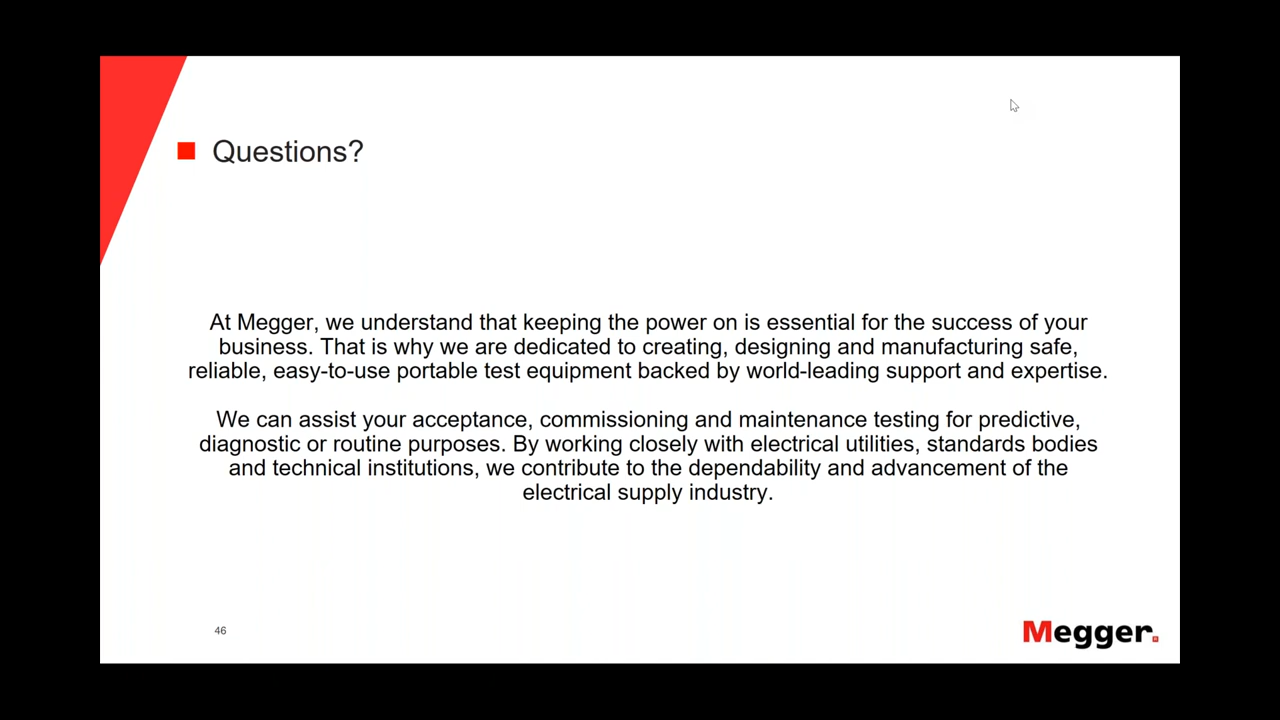 Questions?
At Megger, we understand that keeping the power on is essential for the success of your
business. That is why we are dedicated to creating, designing and manufacturing safe,
reliable, easy-to-use portable test equipment backed by world-leading support and expertise.
We can assist your acceptance, commissioning and maintenance testing for predictive,
diagnostic or routine purposes. By working closely with electrical utilities, standards bodies
and technical institutions, we contribute to the dependability and advancement of the
electrical supply industry.
46
Megger.